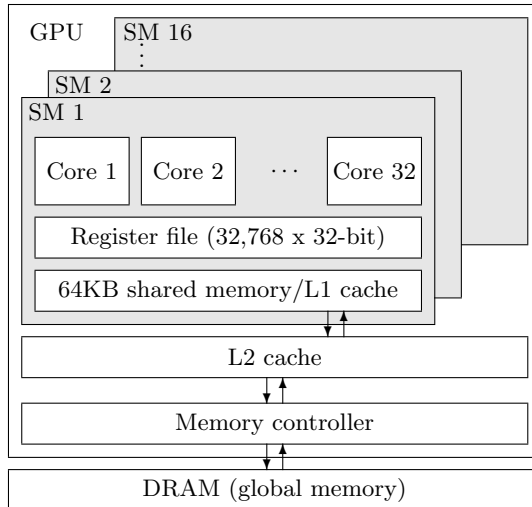 GPU
SM 16
⋮
SM 2
SM 1
Core 1
Core 2
⋯
Core 32
Register file (32,768 x 32-bit)
64KB shared memory/L1 cache
L2 cache
Memory controller
DRAM (global memory)